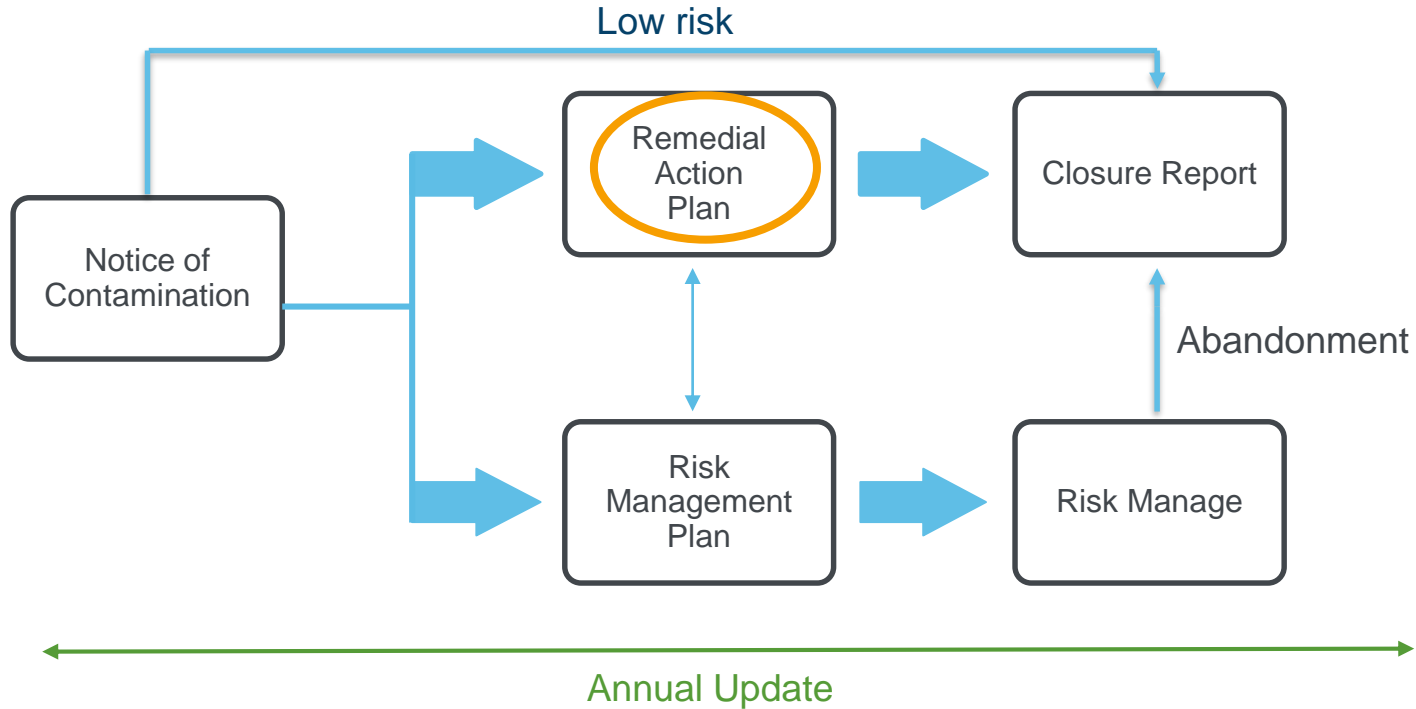 Low risk
Remedial
Action
Plan
Closure Report
Notice of
Contamination
Abandonment
Risk
Management
Plan
Risk Manage
Annual Update